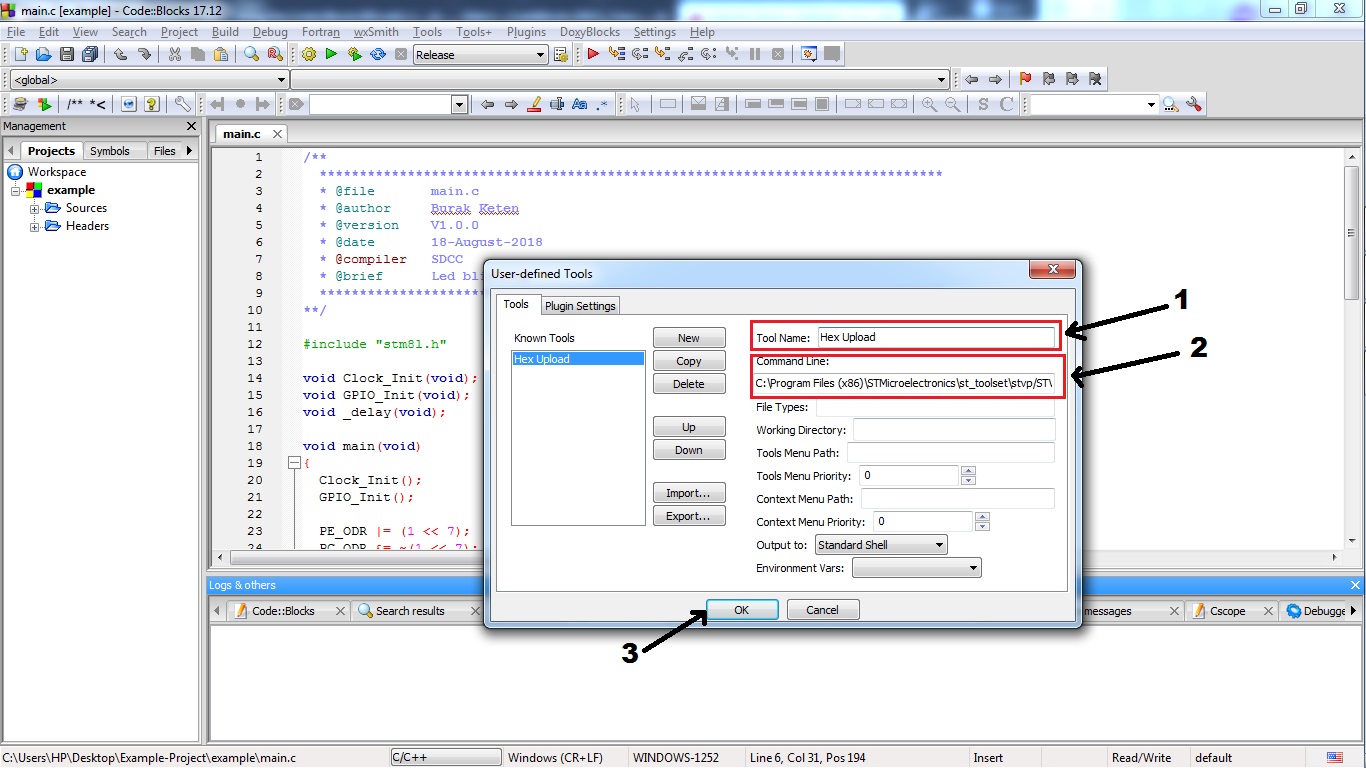 main.c [example] - Code::Blocks 17.12
File Edit View Search Project Build Debug Fortran wxSmith Tools Tools+ Plugins DoxyBlocks Settings Help
Release
<global>
/** *<
S C
Management
Projects Symbols Files
Workspace
example
Sources
Headers
main.c
1 /**
2 ******************************************************************************
3 * @file main.c
4 * @author Burak Keten
5 * @version V1.0.0
6 * @date 18-August-2018
7 * @compiler SDCC
8 * @brief Led bl
9 ********************
10 **/
11
12 #include "stm8l.h"
13
14 void Clock_Init(void);
15 void GPIO_Init(void);
16 void _delay(void);
17
18 void main(void)
19 {
20 Clock_Init();
21 GPIO_Init();
22
23 PE_ODR |= (1 << 7);
24 PC_ODR &= ~(1 << 7);
User-defined Tools
Tools Plugin Settings
Known Tools
Hex Upload
New
Copy
Delete
Up
Down
Import...
Export...
Tool Name: Hex Upload
Command Line:
C:\Program Files (x86)\STMicroelectronics\st_toolset\stvp/ST\
File Types:
Working Directory:
Tools Menu Path:
Tools Menu Priority: 0
Context Menu Path:
Context Menu Priority: 0
Output to: Standard Shell
Environment Vars:
OK Cancel
1
2
3
Logs & others
Code::Blocks Search results messages Cscope Debugge
C:\Users\HP\Desktop\Example-Project\example\main.c C/C++ Windows (CR+LF) WINDOWS-1252 Line 6, Col 31, Pos 194 Insert Read/Write default